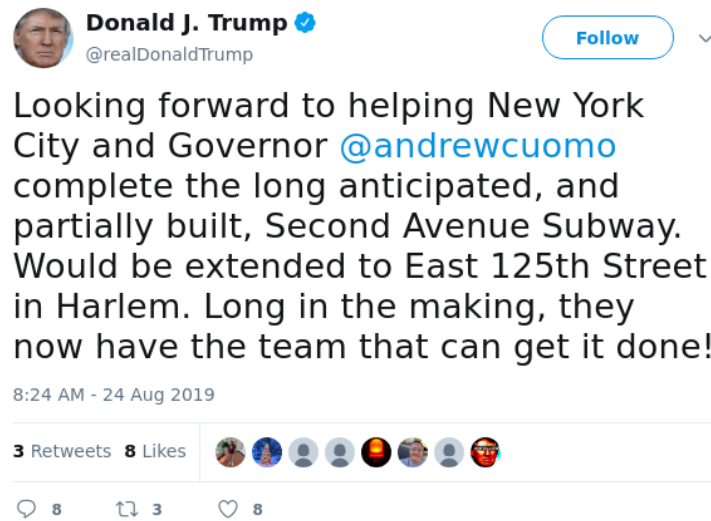 Donald J. Trump
Follow
@realDonaldTrump
Looking forward to helping New York
City and Governor @andrewcuomo
complete the long anticipated, and
partially built, Second Avenue Subway.
Would be extended to East 125th Street
in Harlem. Long in the making, they
now have the team that can get it done!
8:24 AM - 24 Aug 2019
3 Retweets 8 Likes
8 3 8